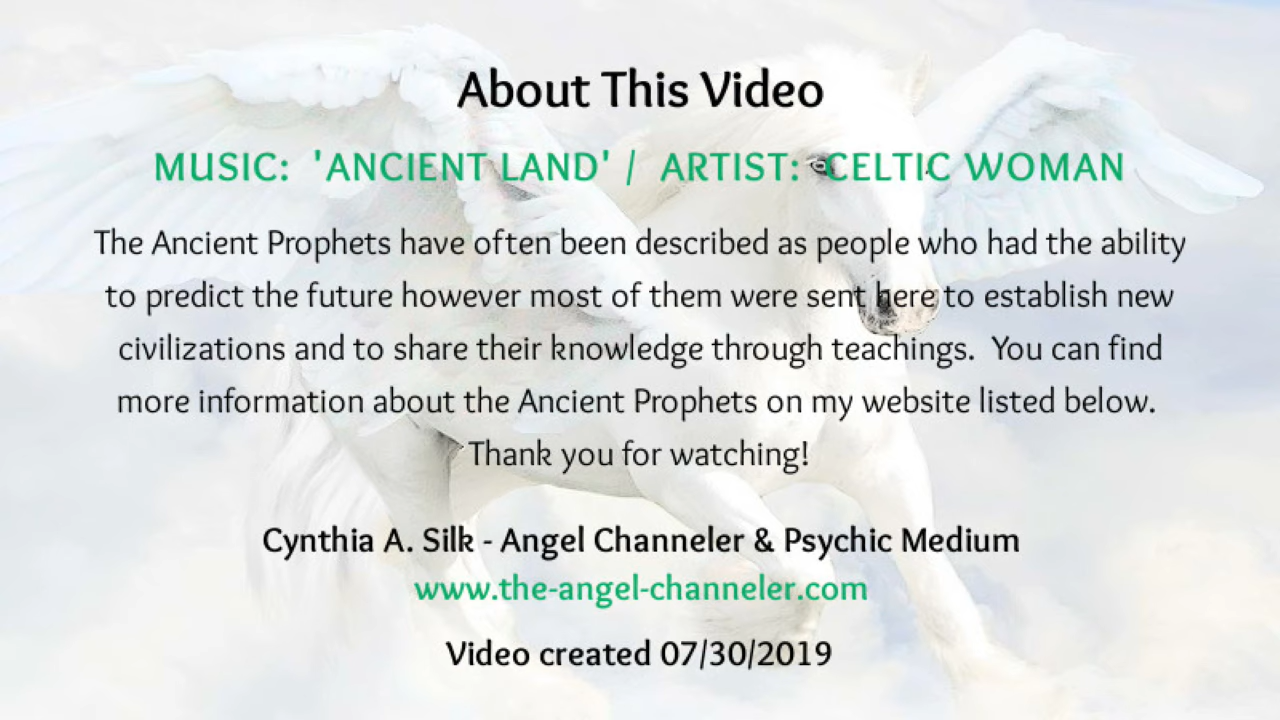 About This Video
MUSIC:  'ANCIENT LAND' /  ARTIST:  CELTIC WOMAN
The Ancient Prophets have often been described as people who had the ability
to predict the future however most of them were sent here to establish new
civilizations and to share their knowledge through teachings.  You can find
more information about the Ancient Prophets on my website listed below.
Thank you for watching!
Cynthia A. Silk - Angel Channeler & Psychic Medium
www.the-angel-channeler.com
Video created 07/30/2019